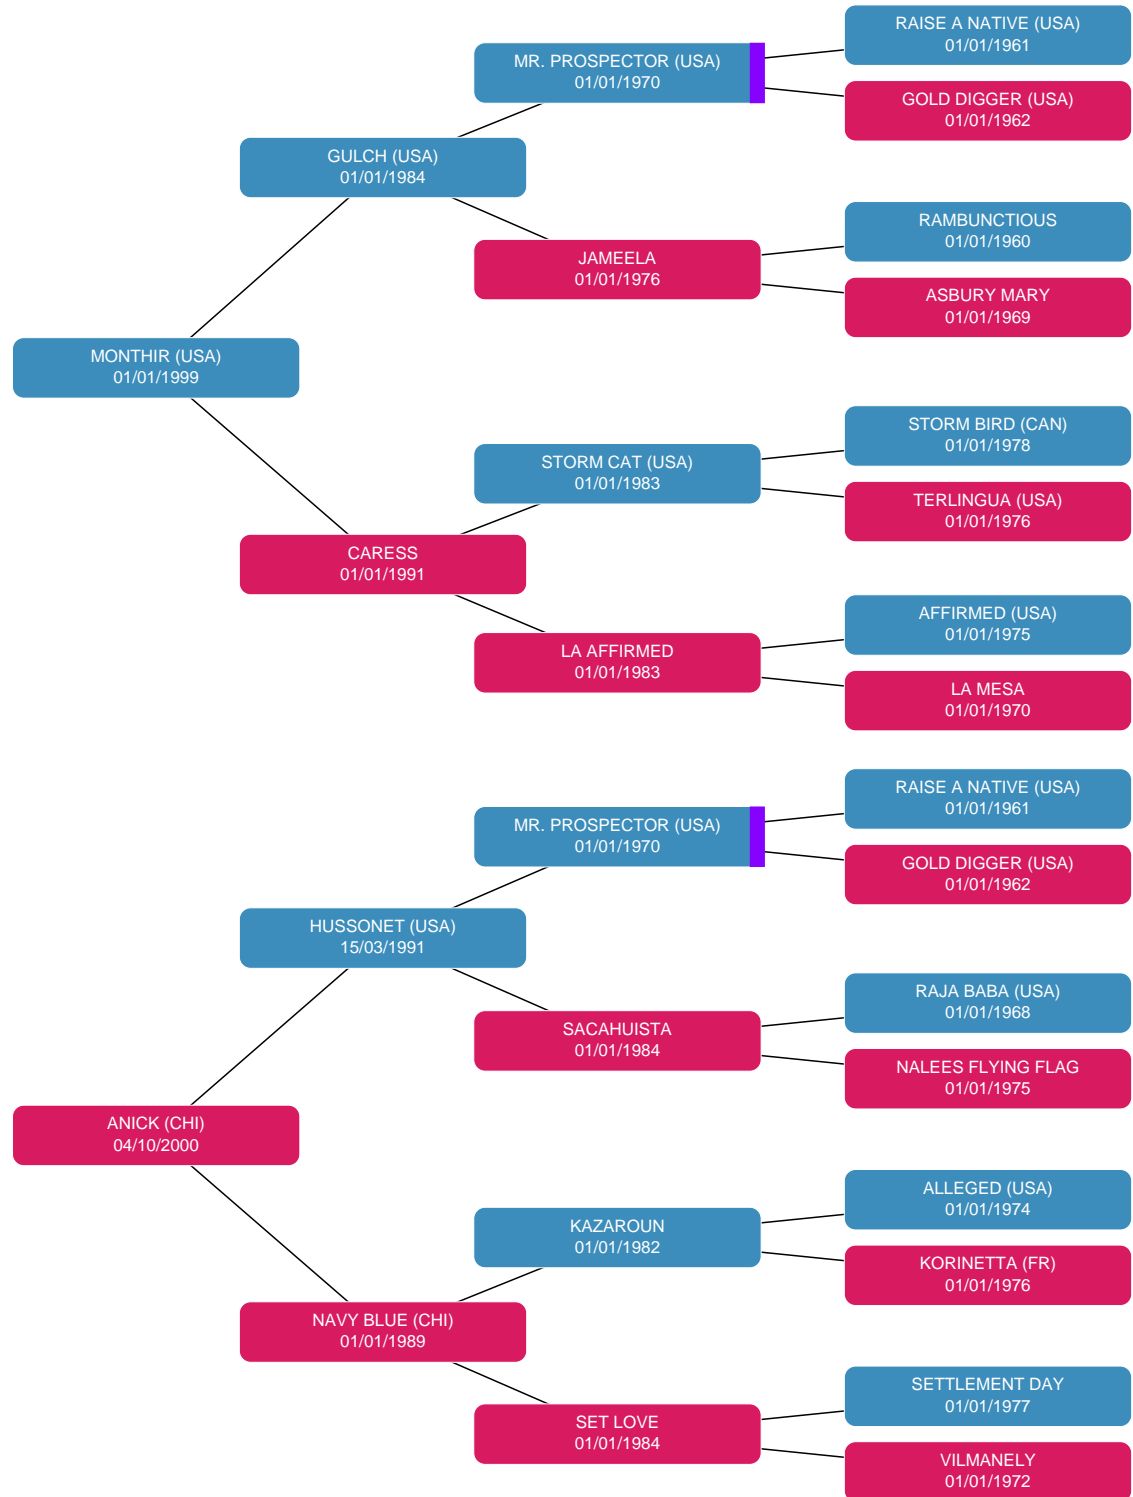 RAISE A NATIVE (USA)
01/01/1961
MR. PROSPECTOR (USA)
01/01/1970
GOLD DIGGER (USA)
01/01/1962
GULCH (USA)
01/01/1984
RAMBUNCTIOUS
01/01/1960
JAMEELA
01/01/1976
ASBURY MARY
01/01/1969
MONTHIR (USA)
01/01/1999
STORM BIRD (CAN)
01/01/1978
STORM CAT (USA)
01/01/1983
TERLINGUA (USA)
01/01/1976
CARESS
01/01/1991
AFFIRMED (USA)
01/01/1975
LA AFFIRMED
01/01/1983
LA MESA
01/01/1970
RAISE A NATIVE (USA)
01/01/1961
MR. PROSPECTOR (USA)
01/01/1970
GOLD DIGGER (USA)
01/01/1962
HUSSONET (USA)
15/03/1991
RAJA BABA (USA)
01/01/1968
SACAHUISTA
01/01/1984
NALEES FLYING FLAG
01/01/1975
ANICK (CHI)
04/10/2000
ALLEGED (USA)
01/01/1974
KAZAROUN
01/01/1982
KORINETTA (FR)
01/01/1976
NAVY BLUE (CHI)
01/01/1989
SETTLEMENT DAY
01/01/1977
SET LOVE
01/01/1984
VILMANELY
01/01/1972